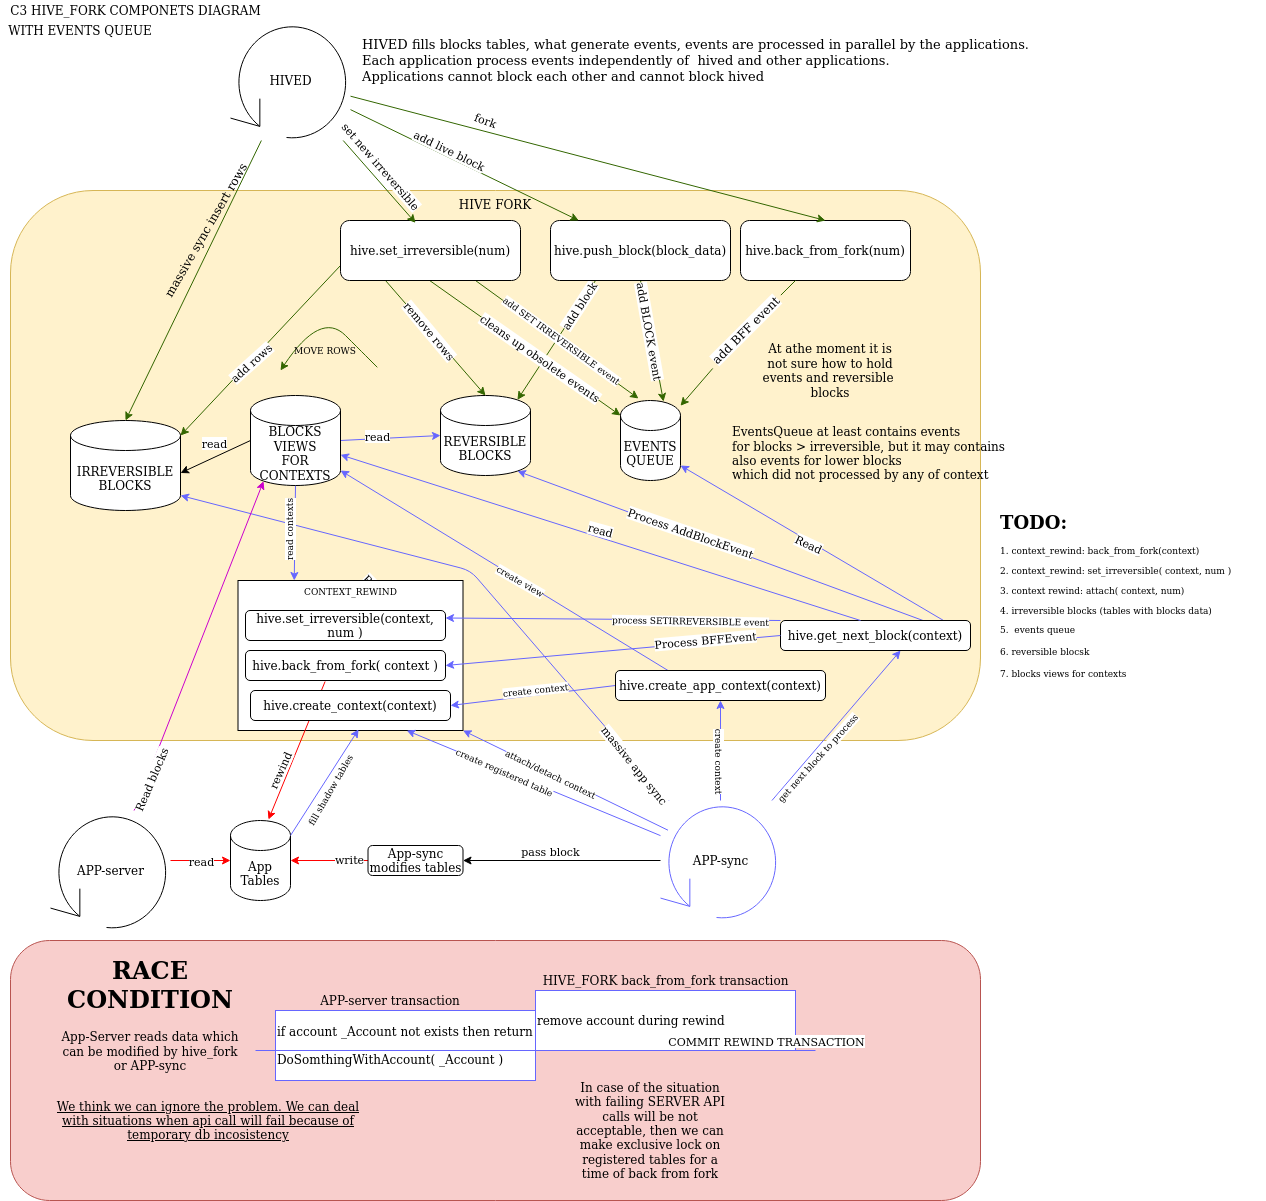 C3 HIVE_FORK COMPONETS DIAGRAM
WITH EVENTS QUEUE
HIVED
HIVED fills blocks tables, what generate events, events are processed in parallel by the applications.
Each application process events independently of  hived and other applications.
Applications cannot block each other and cannot block hived
fork
add live block
set new irreversible
massive sync insert rows
HIVE FORK
hive.set_irreversible(num)
hive.push_block(block_data)
hive.back_from_fork(num)
add rows
MOVE ROWS
remove rows
cleans up obsolete events
add SET IRREVERSIBLE event
add block
add BLOCK event
add BFF event
At athe moment it is
not sure how to hold
events and reversible
blocks
IRREVERSIBLE
BLOCKS
read
BLOCKS
VIEWS
FOR
CONTEXTS
read
REVERSIBLE
BLOCKS
EVENTS
QUEUE
EventsQueue at least contains events
for blocks > irreversible, but it may contains
also events for lower blocks
which did not processed by any of context
read contexts
read
Process AddBlockEvent
Read
create view
CONTEXT_REWIND
hive.set_irreversible(context,
num )
hive.back_from_fork( context )
hive.create_context(context)
process SETIRREVERSIBLE event
Process BFFEvent
hive.get_next_block(context)
create context
hive.create_app_context(context)
TODO:
1. context_rewind: back_from_fork(context)
2. context_rewind: set_irreversible( context, num )
3. context rewind: attach( context, num)
4. irreversible blocks (tables with blocks data)
5.  events queue
6. reversible blocsk
7. blocks views for contexts
Read blocks
rewind
fill shadow tables
create registered table
attach/detach context
massive app sync
create context
get next block to process
APP-server
read
App
Tables
write
App-sync
modifies tables
pass block
APP-sync
RACE
CONDITION
App-Server reads data which
can be modified by hive_fork
or APP-sync
We think we can ignore the problem. We can deal
with situations when api call will fail because of
temporary db incosistency
APP-server transaction
if account _Account not exists then return
DoSomthingWithAccount( _Account )
HIVE_FORK back_from_fork transaction
remove account during rewind
COMMIT REWIND TRANSACTION
In case of the situation
with failing SERVER API
calls will be not
acceptable, then we can
make exclusive lock on
registered tables for a
time of back from fork